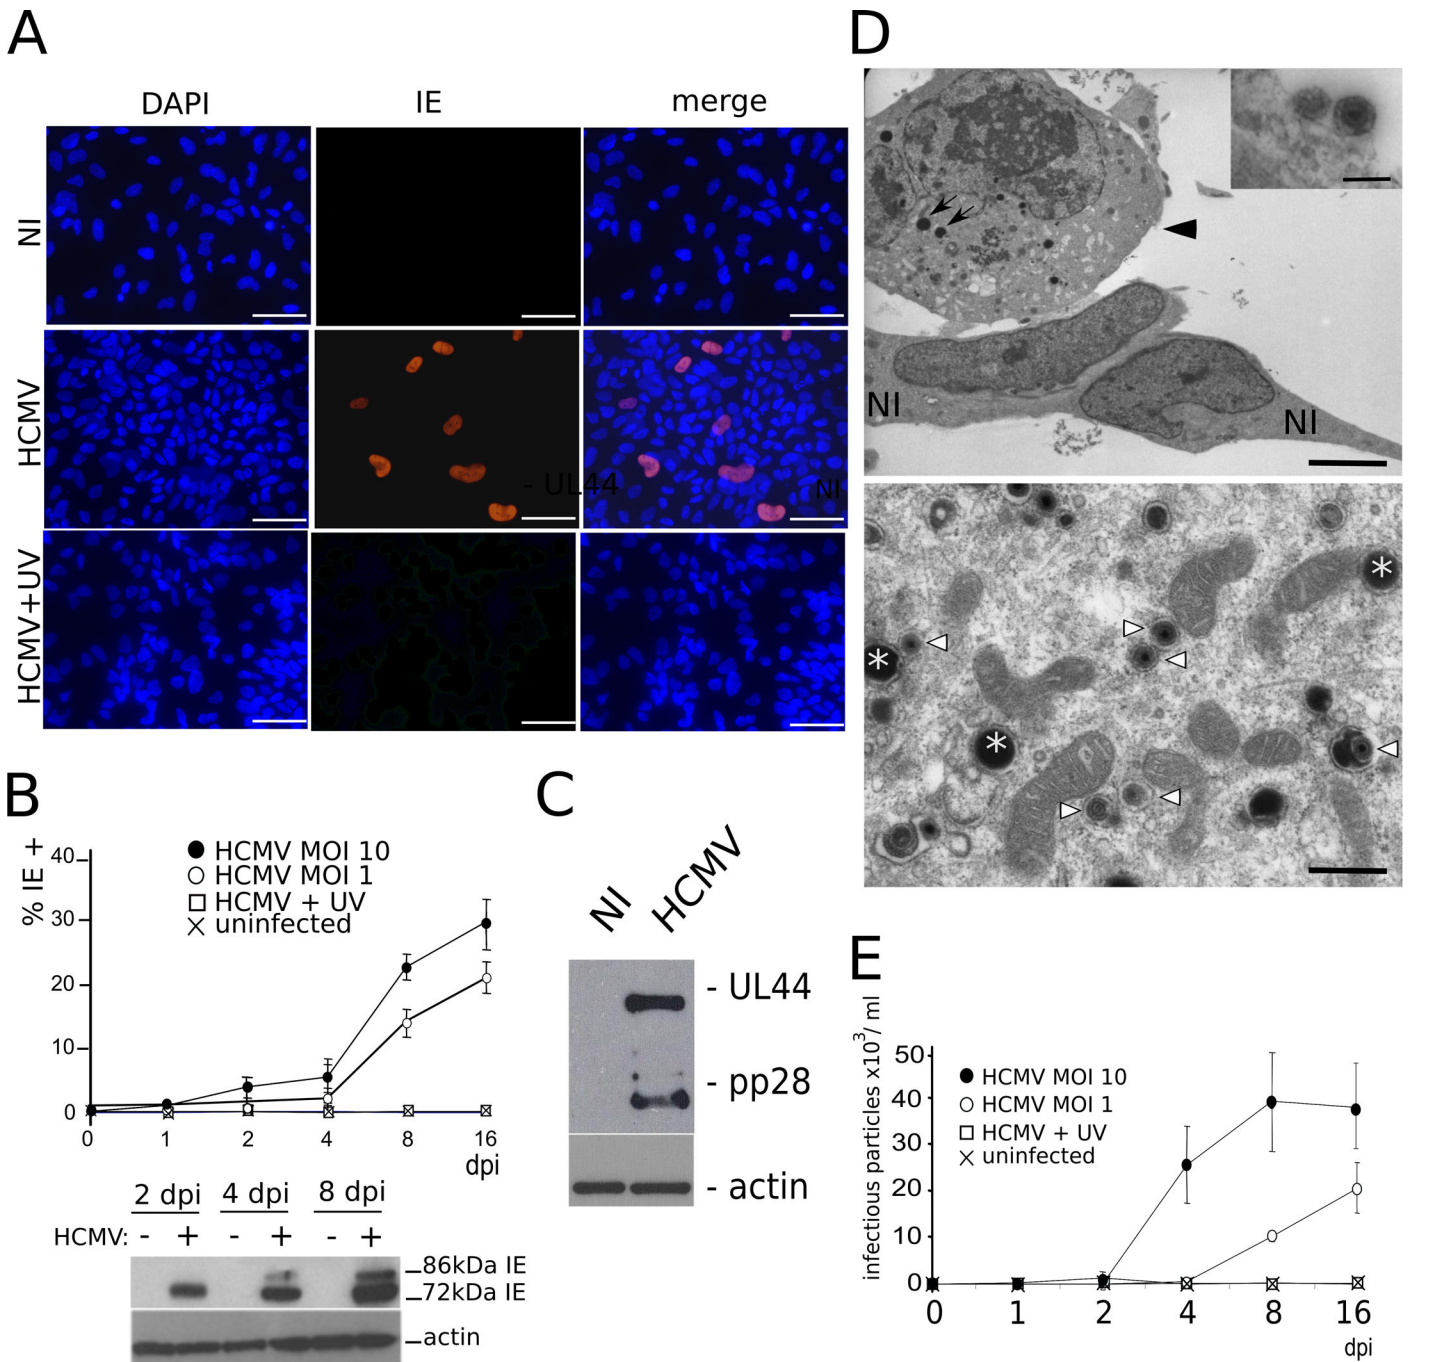 A
DAPI IE merge
NI
HCMV
- UL44
NI
HCMV+UV
B
% IE +
40
30
20
10
0
HCMV MOI 10
HCMV MOI 1
HCMV + UV
uninfected
0 1 2 4 8 16
dpi
2 dpi 4 dpi 8 dpi
HCMV: - + - + - +
86kDa IE
72kDa IE
actin
C
NI HCMV
- UL44
- pp28
- actin
D
NI
NI
*
*
*
E
infectious particles x10³/ ml
50
40
30
20
10
0
HCMV MOI 10
HCMV MOI 1
HCMV + UV
uninfected
0 1 2 4 8 16
dpi